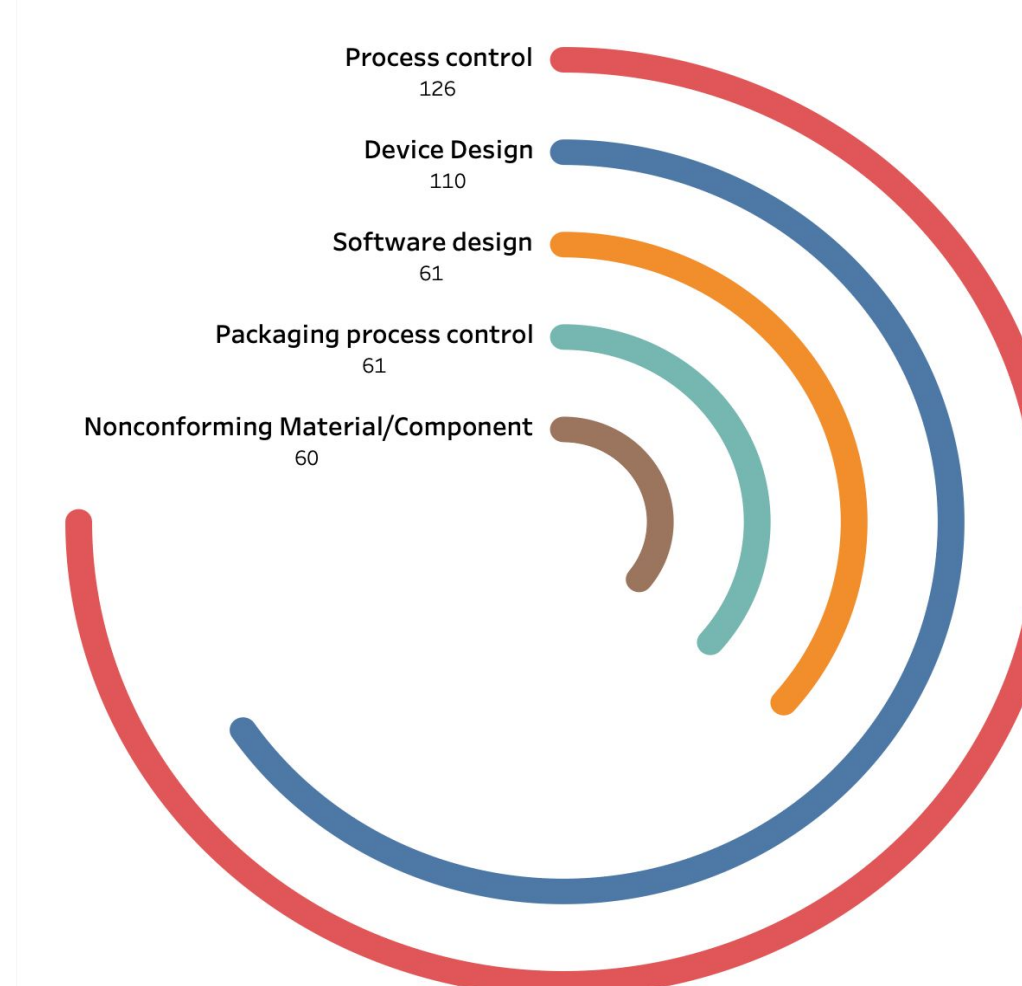 Process control
126
Device Design
110
Software design
61
Packaging process control
61
Nonconforming Material/Component
60